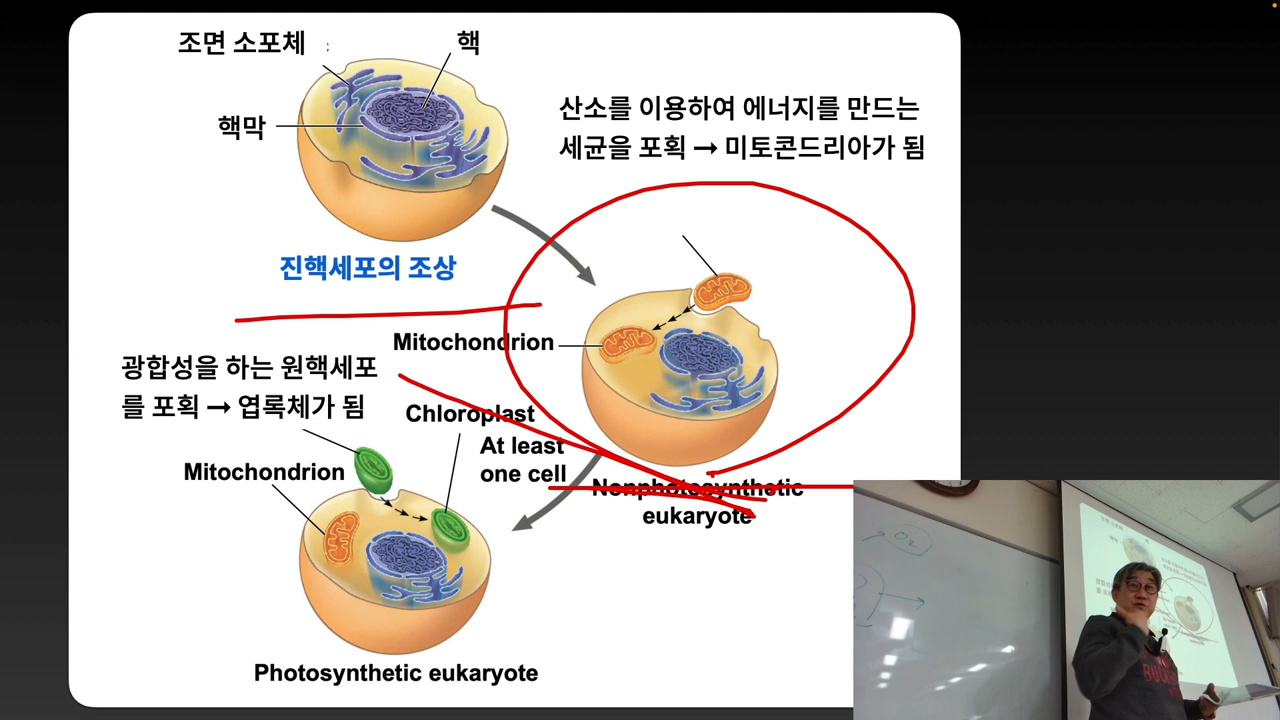 조면 소포체
핵
핵막
산소를 이용하여 에너지를 만드는
세균을 포획 → 미토콘드리아가 됨
진핵세포의 조상
Mitochondrion
광합성을 하는 원핵세포
를 포획 → 엽록체가 됨
Chloroplast
At least
one cell
Mitochondrion
Nonphotosynthetic
eukaryote
Photosynthetic eukaryote
O₂